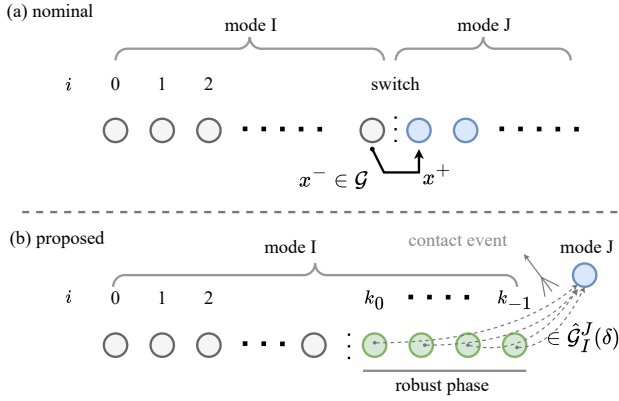 (a) nominal
mode I
mode J
i 0 1 2 switch
x⁻ ∈ 𝒢 x⁺
(b) proposed
mode I
contact event
mode J
i 0 1 2 k₀ k₋₁
∈ 𝒢̂ᴶ_I(δ)
robust phase